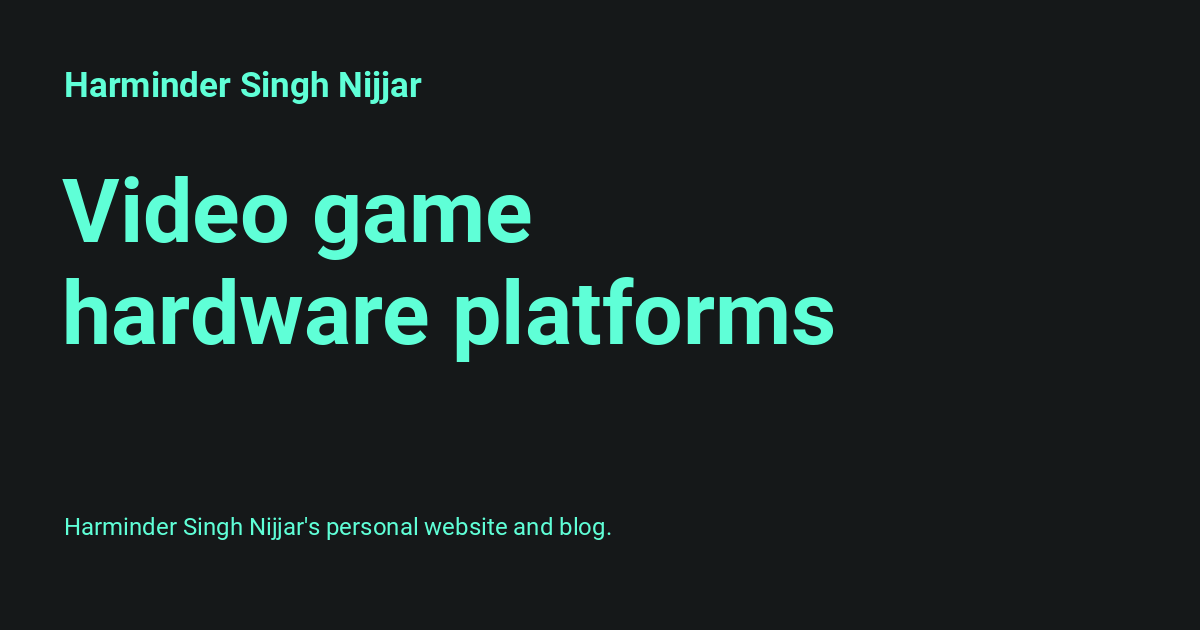 Harminder Singh Nijjar
Video game
hardware platforms
Harminder Singh Nijjar's personal website and blog.